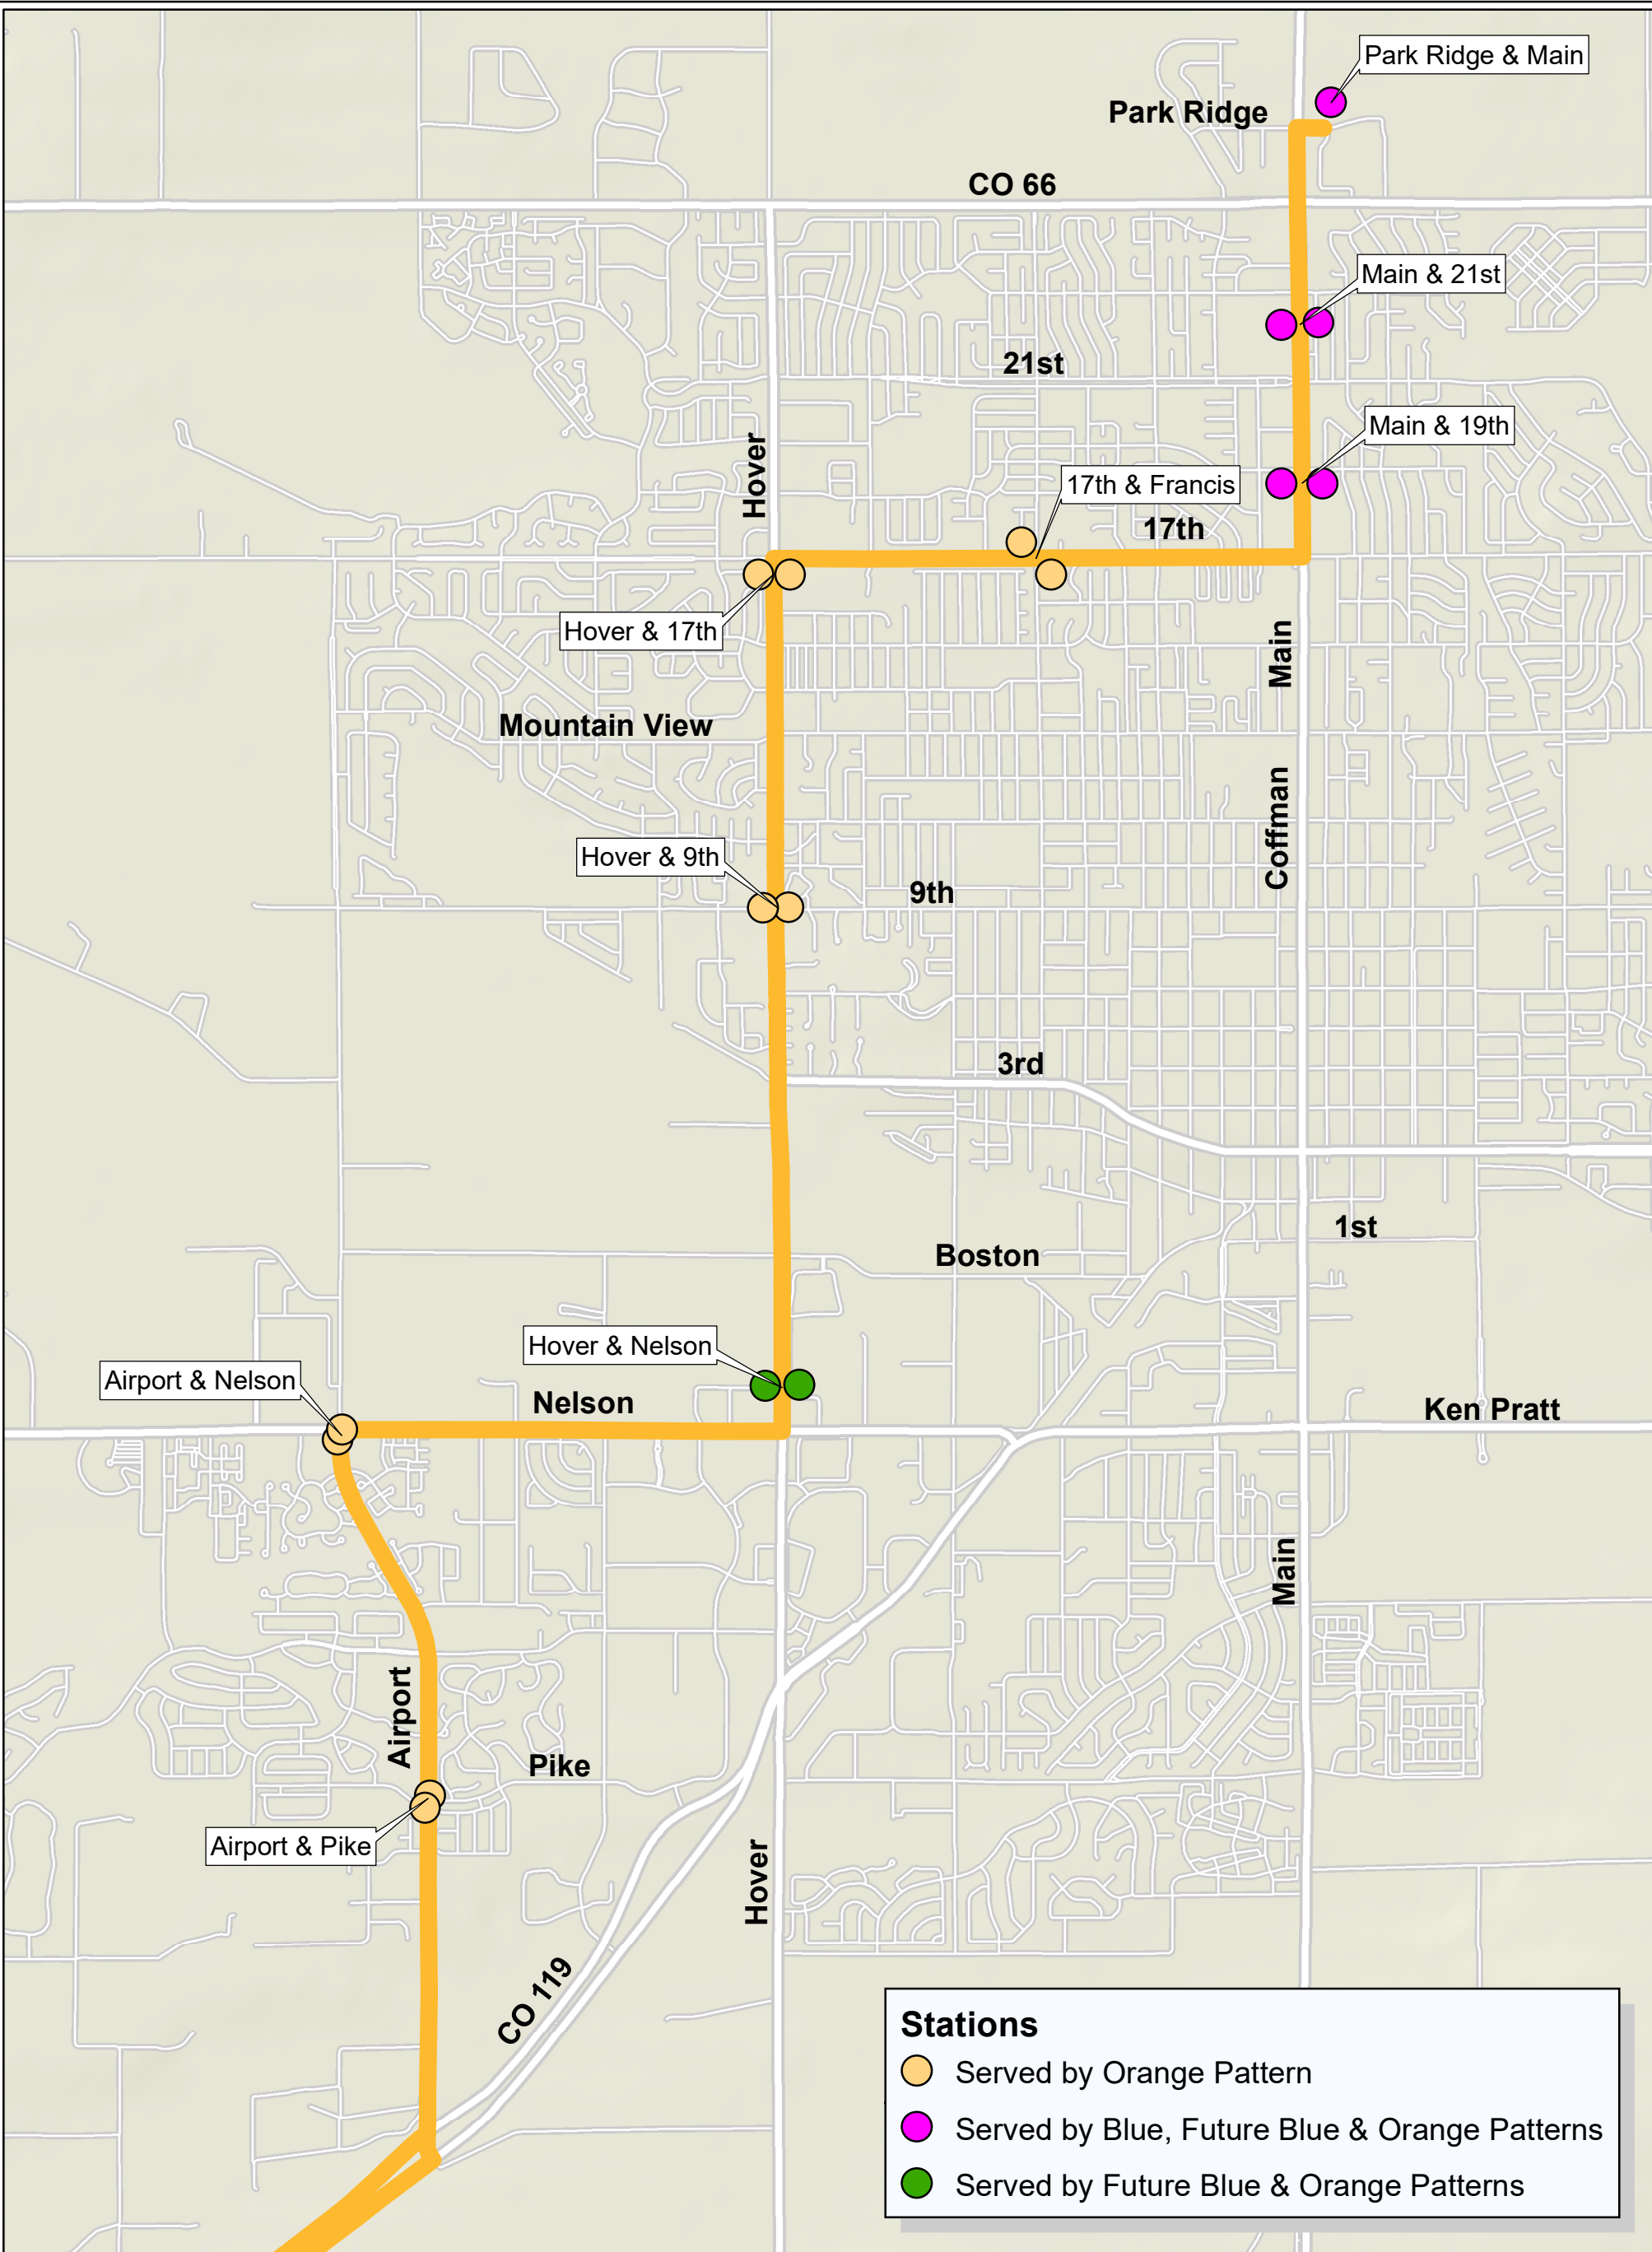 Park Ridge & Main
Park Ridge
CO 66
Main & 21st
21st
Main & 19th
Hover
17th & Francis
17th
Hover & 17th
Main
Mountain View
Coffman
Hover & 9th
9th
3rd
1st
Boston
Hover & Nelson
Airport & Nelson
Nelson
Ken Pratt
Main
Airport
Pike
Airport & Pike
Hover
CO 119
Stations
Served by Orange Pattern
Served by Blue, Future Blue & Orange Patterns
Served by Future Blue & Orange Patterns